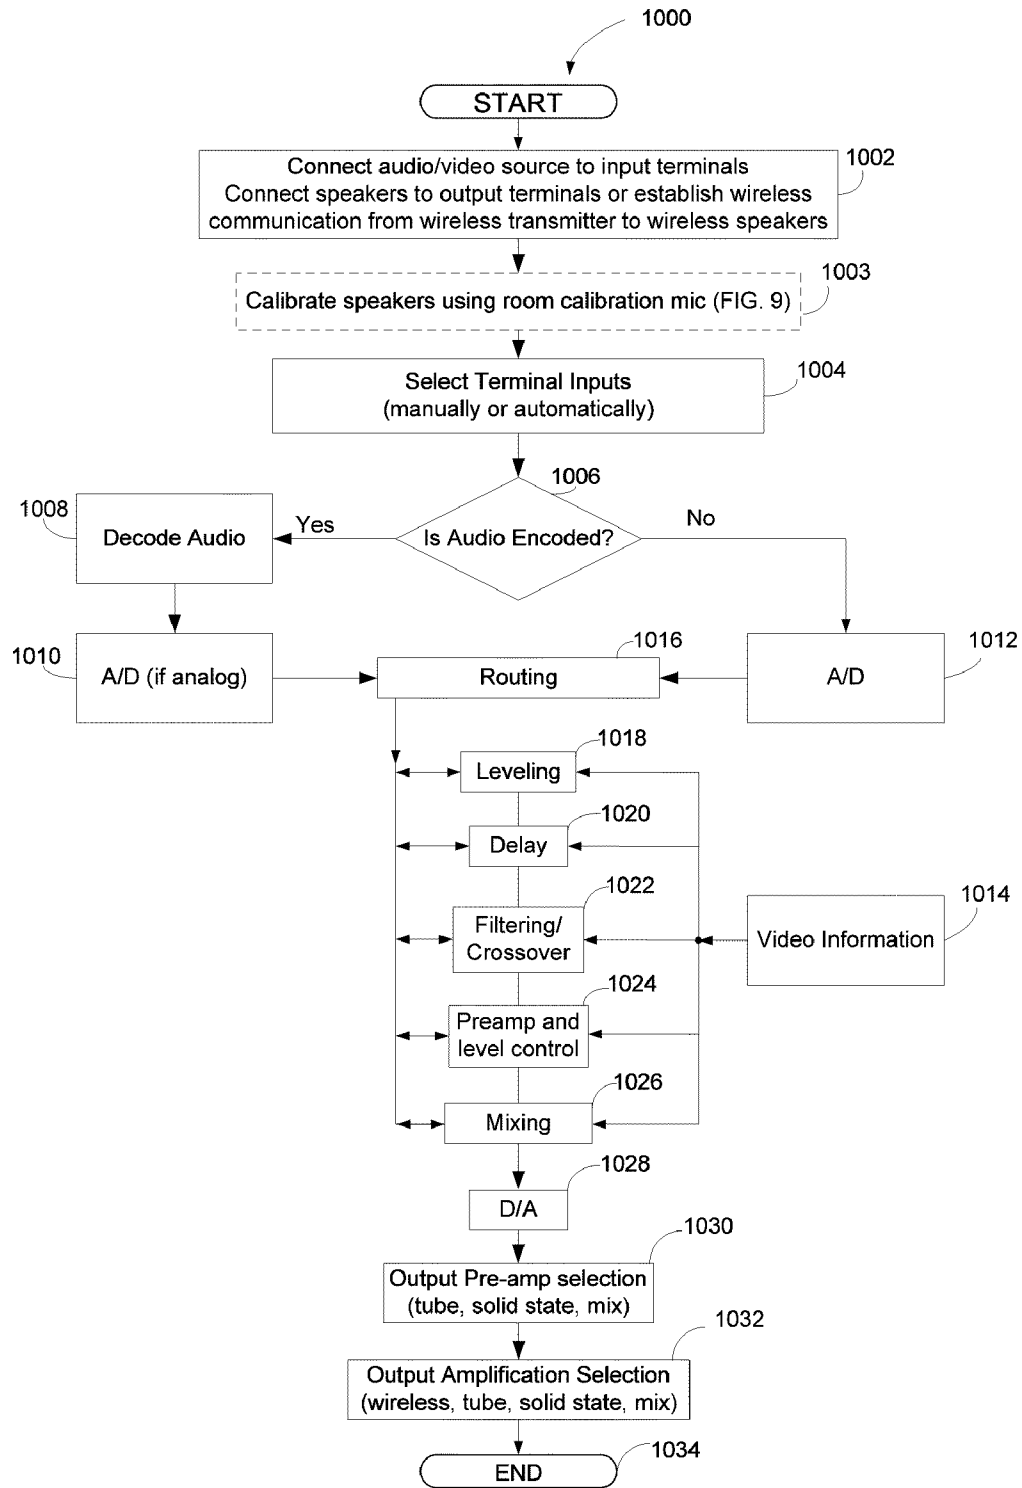 1000
START
1002
Connect audio/video source to input terminals
Connect speakers to output terminals or establish wireless
communication from wireless transmitter to wireless speakers
1003
Calibrate speakers using room calibration mic (FIG. 9)
1004
Select Terminal Inputs
(manually or automatically)
1006
Is Audio Encoded?
Yes
No
1008
Decode Audio
1010
A/D (if analog)
1016
Routing
1012
A/D
1018
Leveling
1020
Delay
1022
Filtering/
Crossover
1014
Video Information
1024
Preamp and
level control
1026
Mixing
1028
D/A
1030
Output Pre-amp selection
(tube, solid state, mix)
1032
Output Amplification Selection
(wireless, tube, solid state, mix)
1034
END